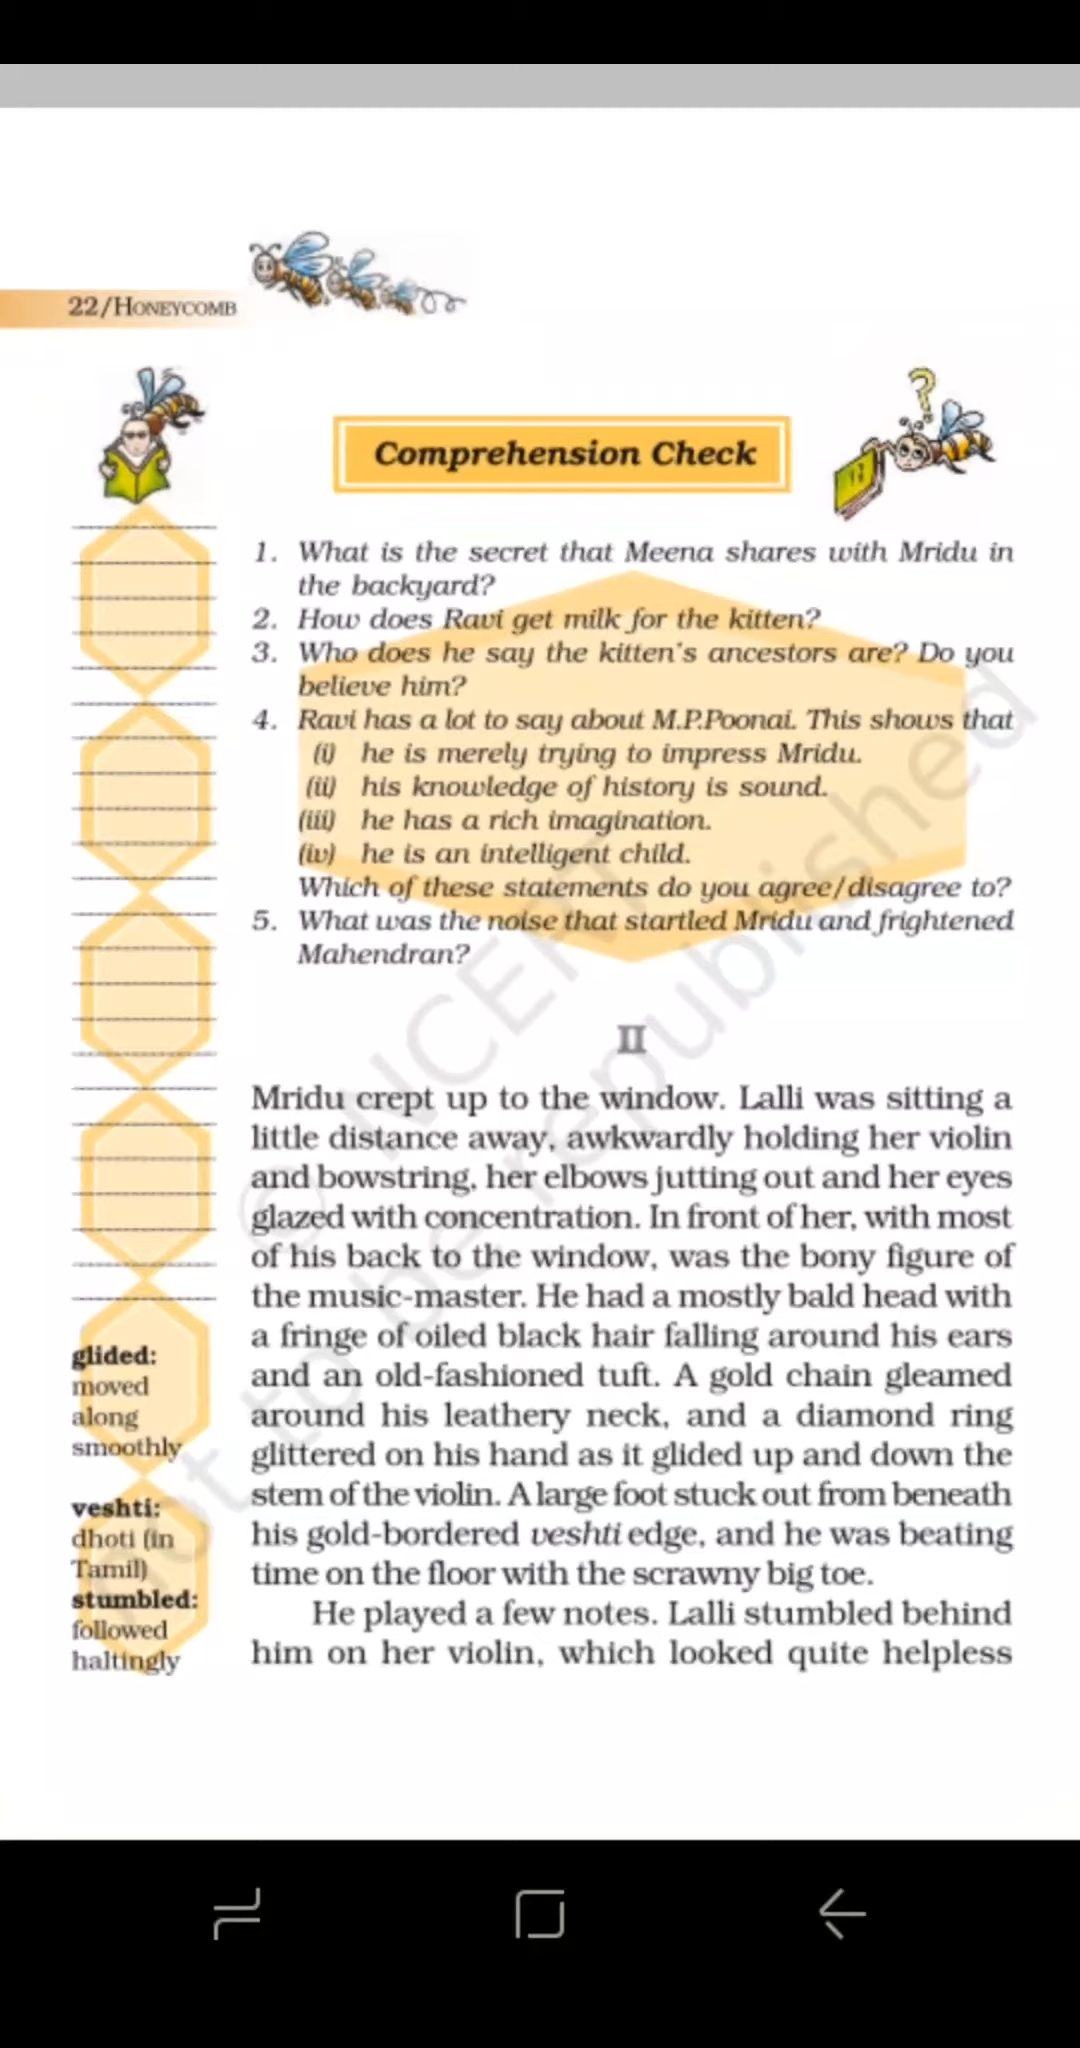 22/HONEYCOMB
?
Comprehension Check
1. What is the secret that Meena shares with Mridu in
the backyard?
2. How does Ravi get milk for the kitten?
3. Who does he say the kitten's ancestors are? Do you
believe him?
4. Ravi has a lot to say about M.P.Poonai. This shows that
(i) he is merely trying to impress Mridu.
(ii) his knowledge of history is sound.
(iii) he has a rich imagination.
(iv) he is an intelligent child.
Which of these statements do you agree/disagree to?
5. What was the noise that startled Mridu and frightened
Mahendran?
II
Mridu crept up to the window. Lalli was sitting a
little distance away, awkwardly holding her violin
and bowstring, her elbows jutting out and her eyes
glazed with concentration. In front of her, with most
of his back to the window, was the bony figure of
the music-master. He had a mostly bald head with
a fringe of oiled black hair falling around his ears
and an old-fashioned tuft. A gold chain gleamed
around his leathery neck, and a diamond ring
glittered on his hand as it glided up and down the
stem of the violin. A large foot stuck out from beneath
his gold-bordered veshti edge, and he was beating
time on the floor with the scrawny big toe.
He played a few notes. Lalli stumbled behind
him on her violin, which looked quite helpless
glided:
moved
along
smoothly
veshti:
dhoti (in
Tamil)
stumbled:
followed
haltingly
© NCERT
not to be republished